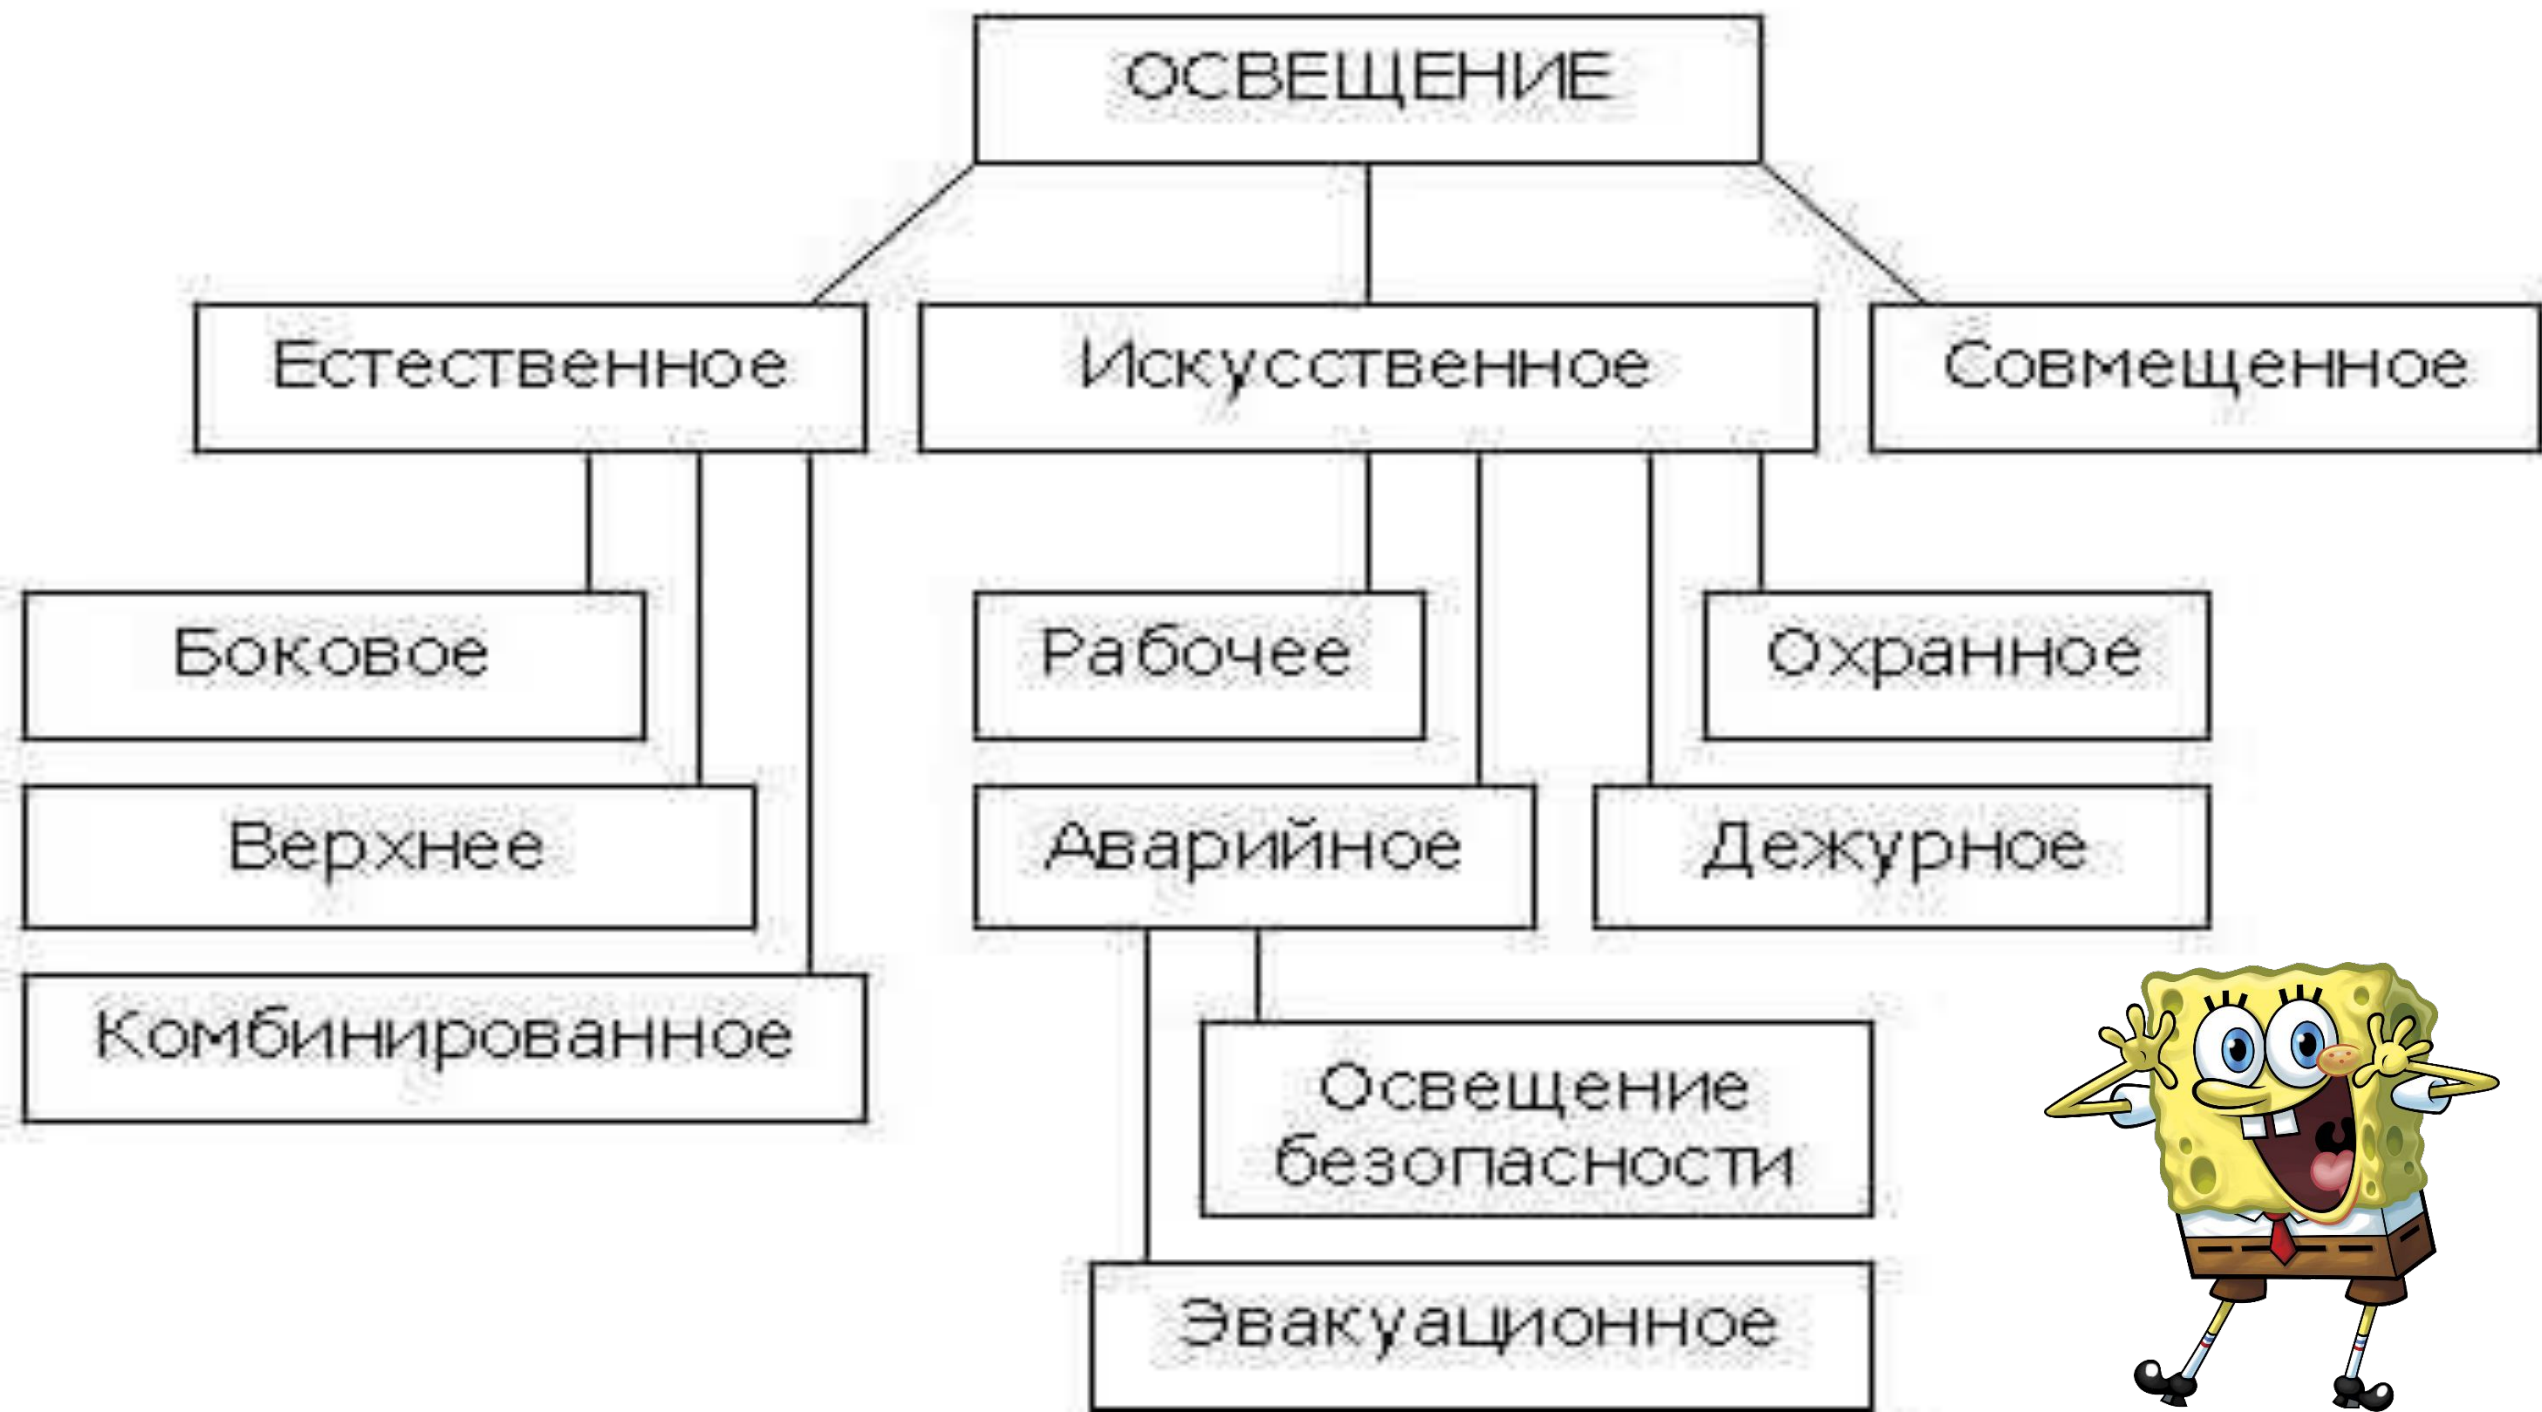 ОСВЕЩЕНИЕ
Естественное
Искусственное
Совмещенное
Боковое
Рабочее
Охранное
Верхнее
Аварийное
Дежурное
Комбинированное
Освещение
безопасности
Эвакуационное